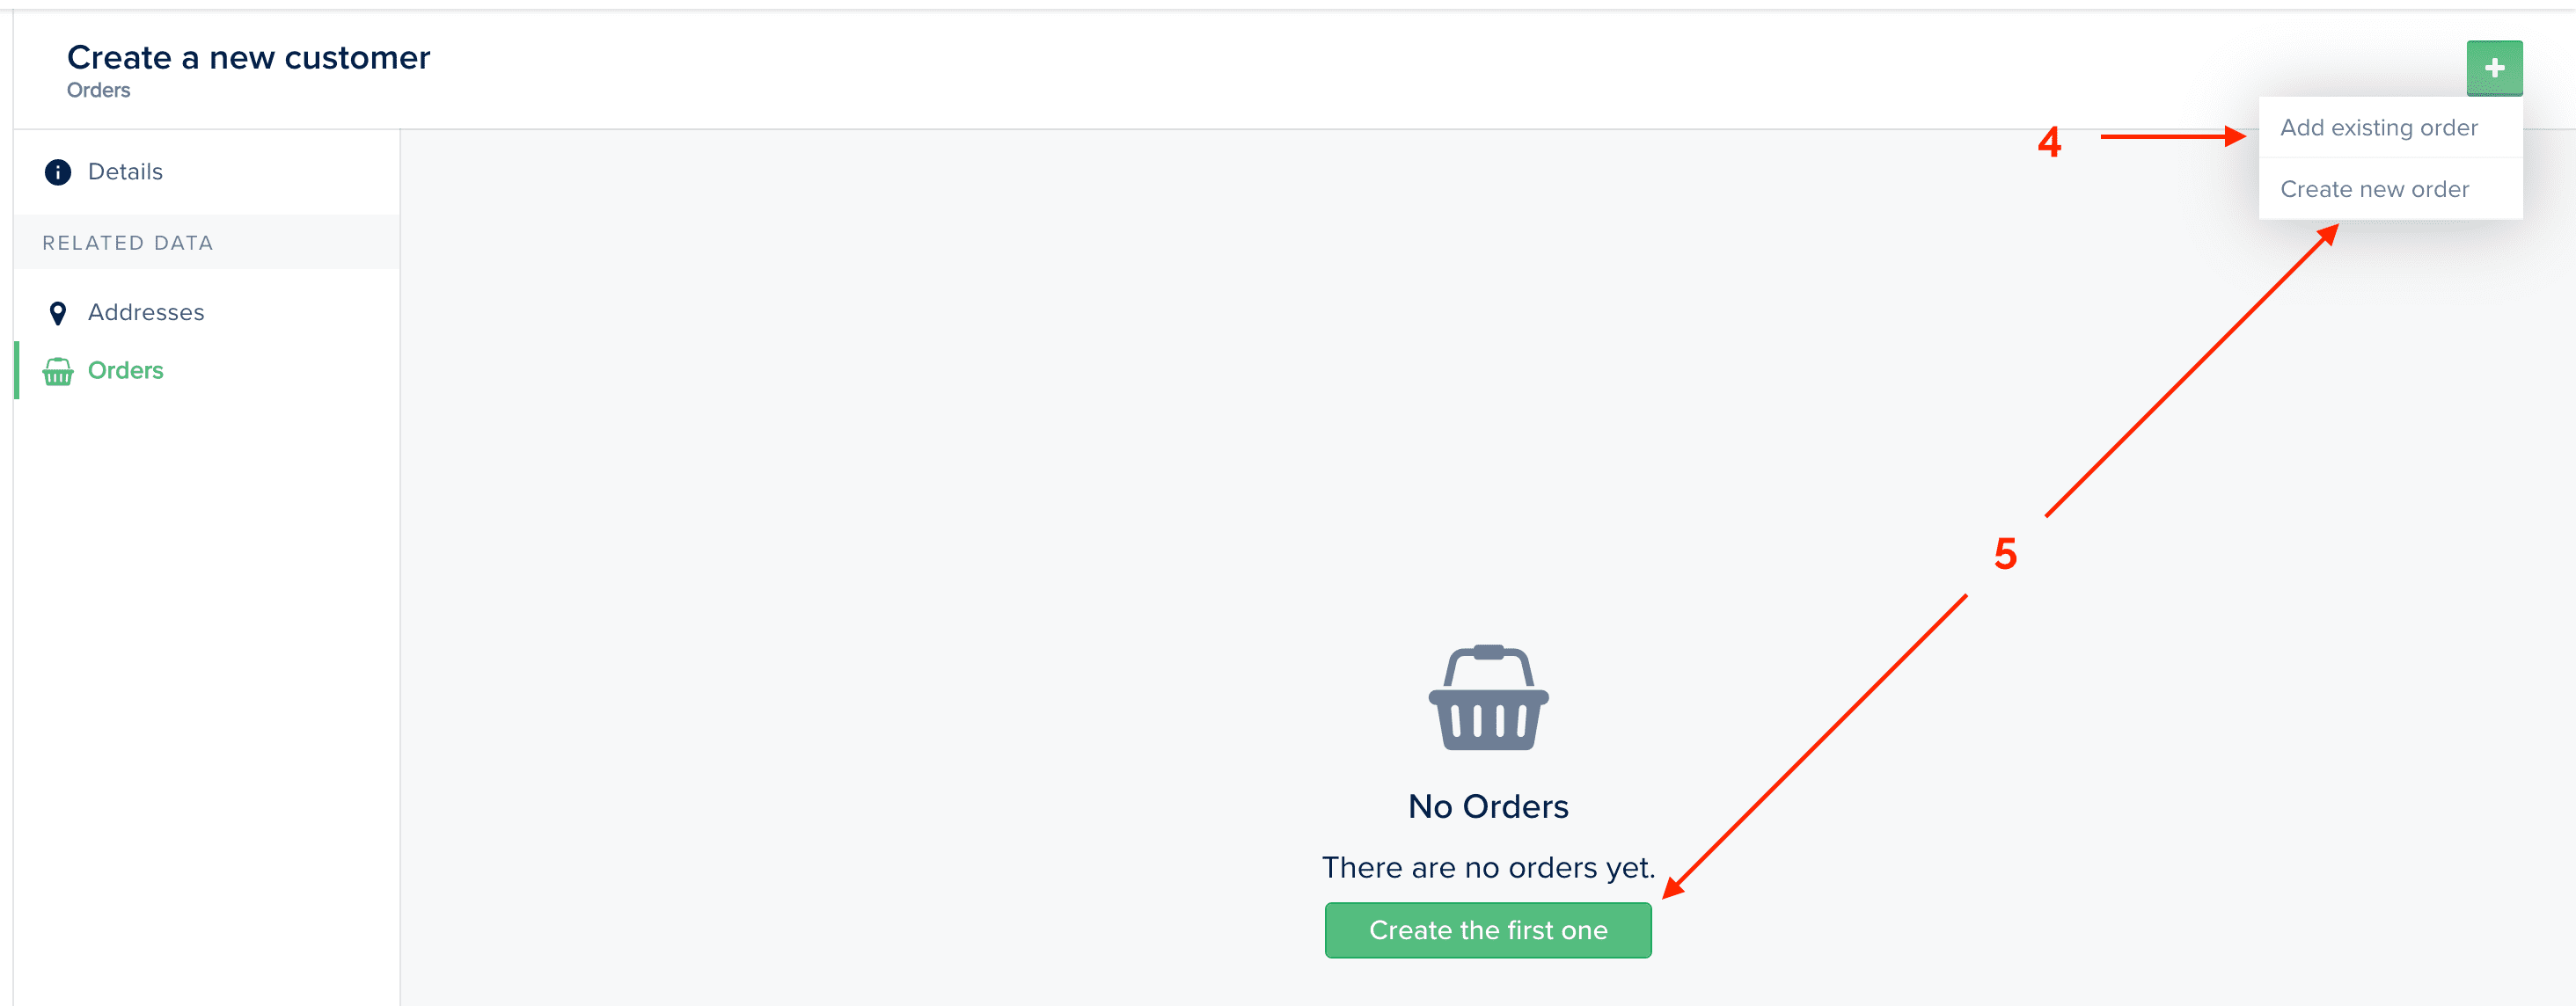 Create a new customer
Orders
Add existing order
4
Details
Create new order
RELATED DATA
Addresses
Orders
5
No Orders
There are no orders yet.
Create the first one